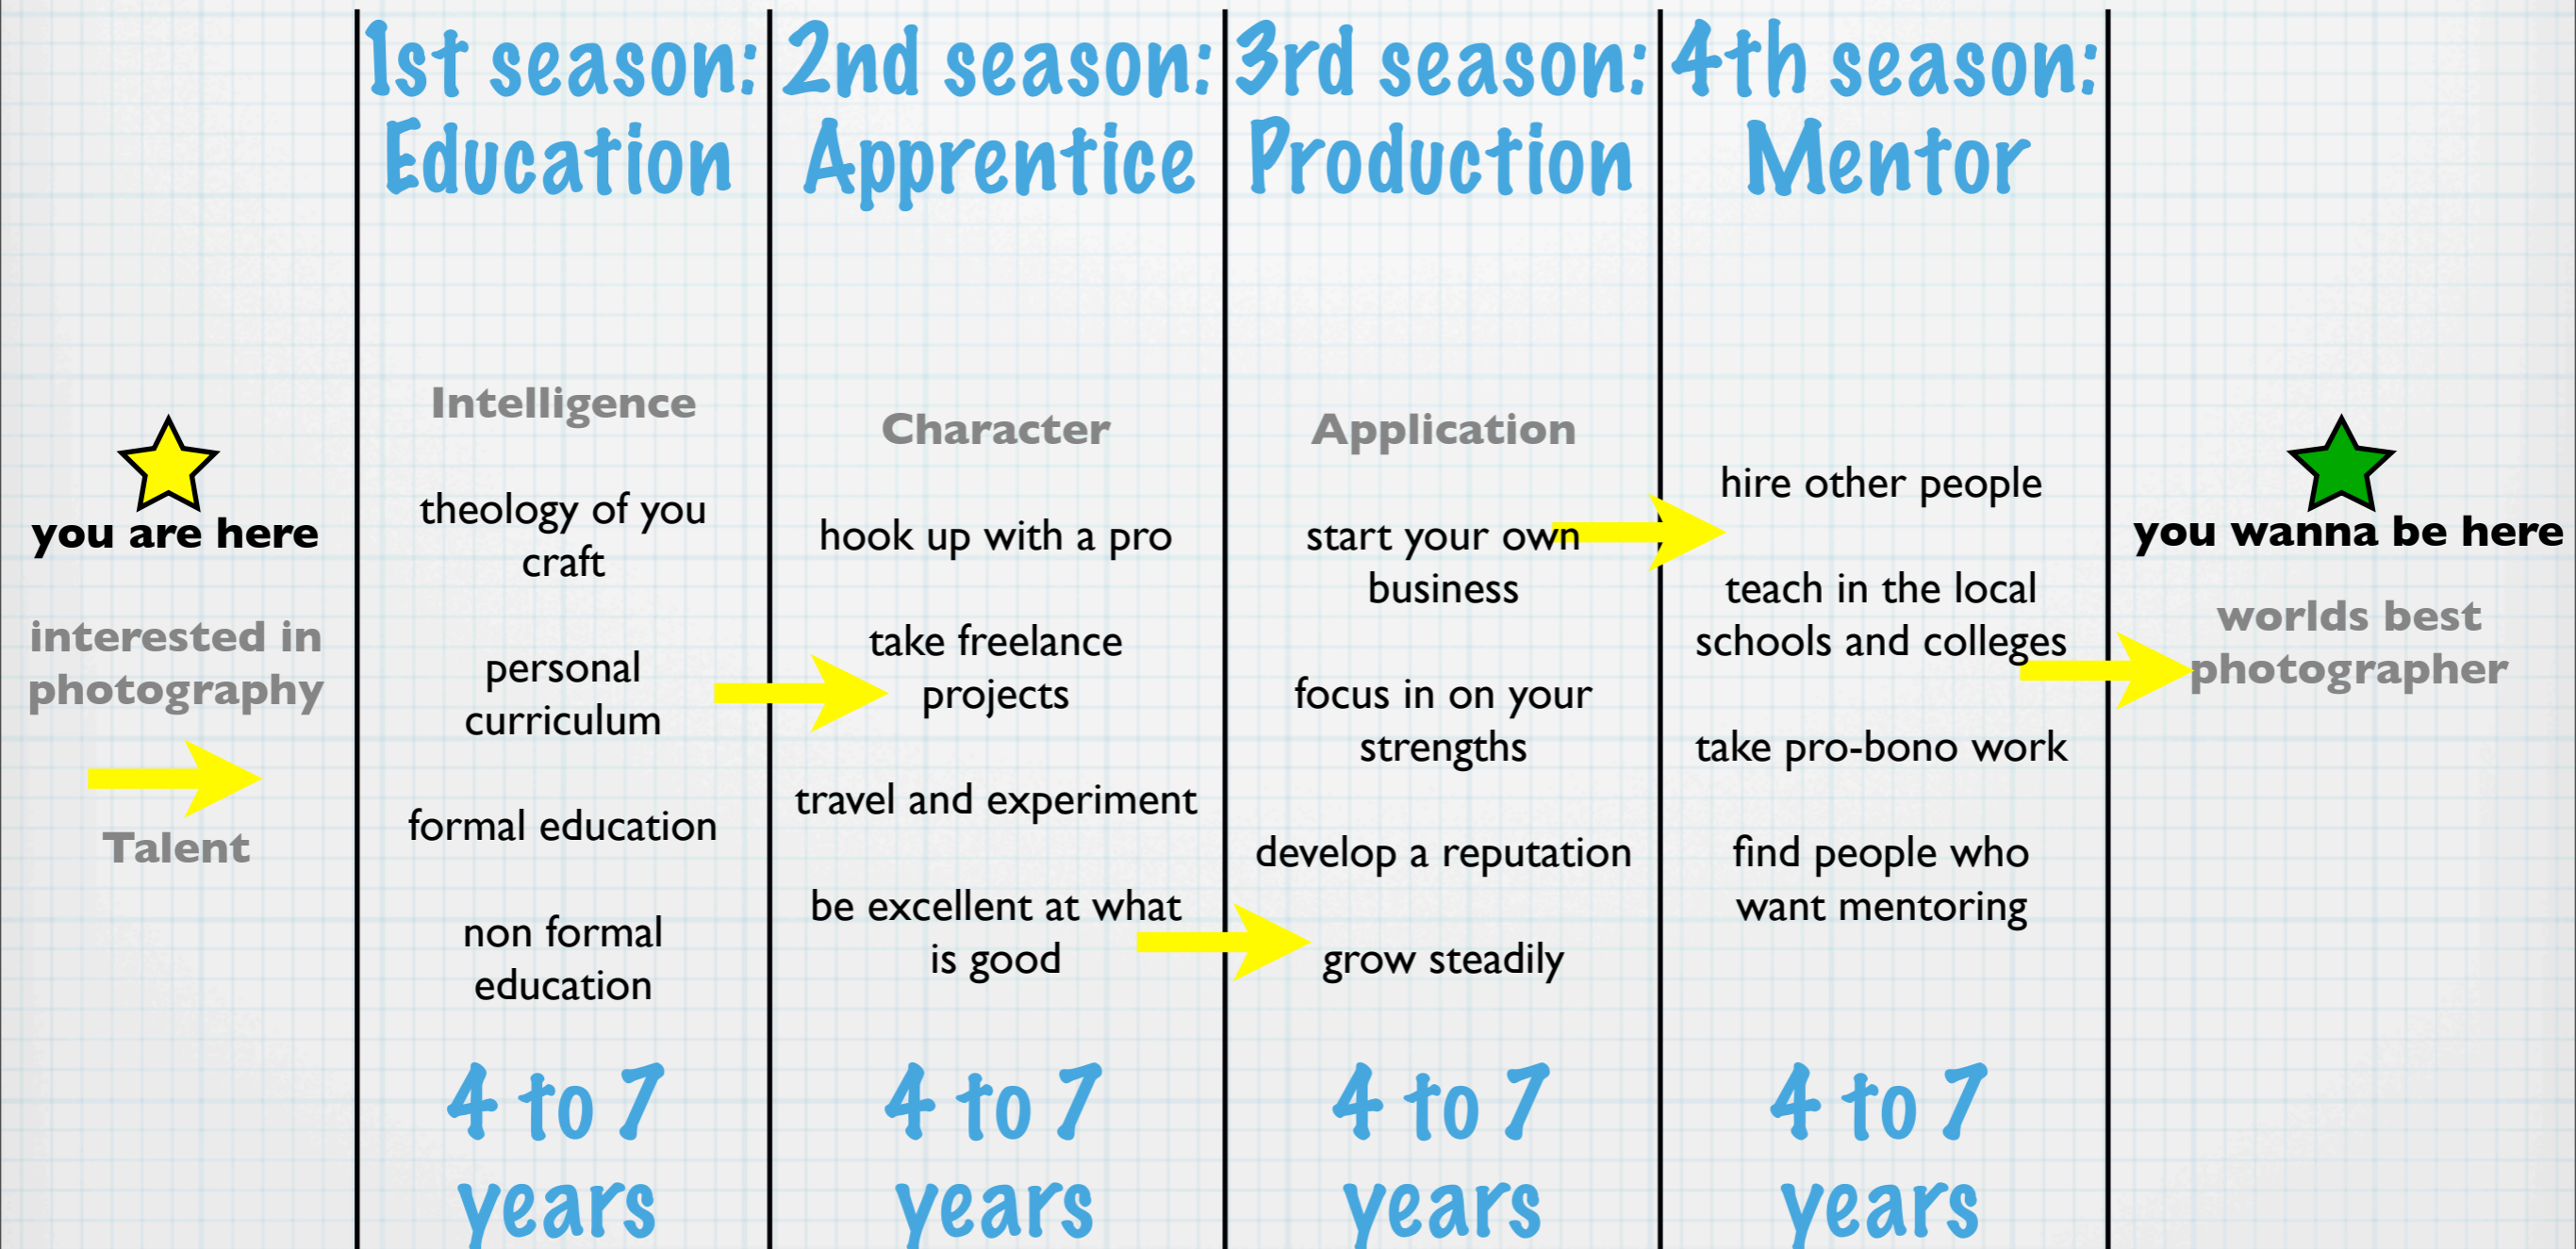 you are here
interested in
photography
Talent
1st season:
Education
Intelligence
theology of you
craft
personal
curriculum
formal education
non formal
education
4 to 7
years
2nd season:
Apprentice
Character
hook up with a pro
take freelance
projects
travel and experiment
be excellent at what
is good
4 to 7
years
3rd season:
Production
Application
start your own
business
focus in on your
strengths
develop a reputation
grow steadily
4 to 7
years
4th season:
Mentor
hire other people
teach in the local
schools and colleges
take pro-bono work
find people who
want mentoring
4 to 7
years
you wanna be here
worlds best
photographer